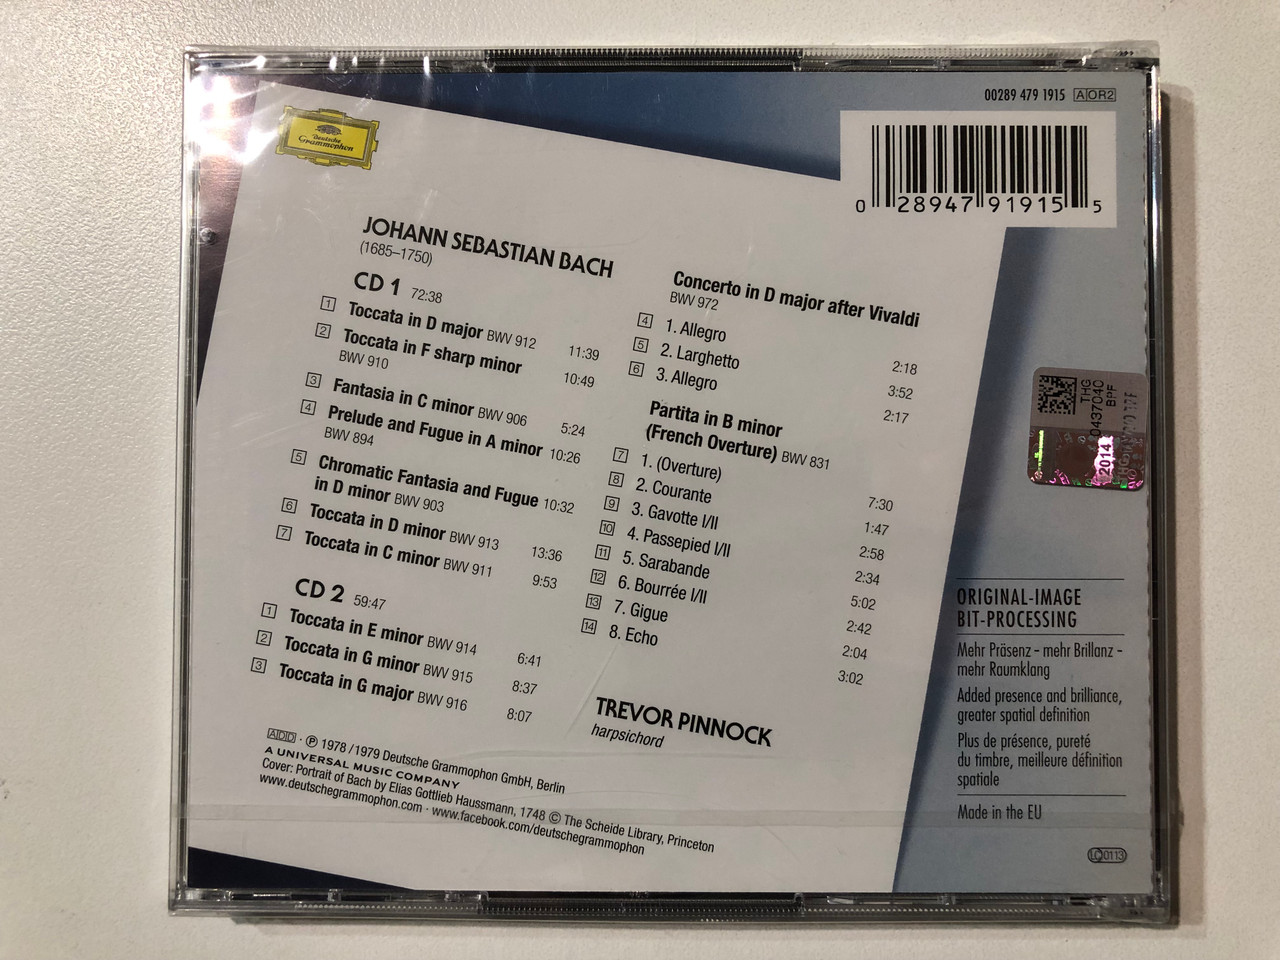 00289 479 1915 A|OR2
0 28947 91915 5
Deutsche
Grammophon
JOHANN SEBASTIAN BACH
(1685–1750)
CD 1 72:38
1 Toccata in D major BWV 912 11:39
2 Toccata in F sharp minor 10:49
BWV 910
3 Fantasia in C minor BWV 906 5:24
4 Prelude and Fugue in A minor 10:26
BWV 894
5 Chromatic Fantasia and Fugue 10:32
in D minor BWV 903
6 Toccata in D minor BWV 913 13:36
7 Toccata in C minor BWV 911 9:53
CD 2 59:47
1 Toccata in E minor BWV 914 6:41
2 Toccata in G minor BWV 915 8:37
3 Toccata in G major BWV 916 8:07
Concerto in D major after Vivaldi
BWV 972
4 1. Allegro 2:18
5 2. Larghetto 3:52
6 3. Allegro 2:17
Partita in B minor
(French Overture) BWV 831
7 1. (Overture) 7:30
8 2. Courante 1:47
9 3. Gavotte I/II 2:58
10 4. Passepied I/II 2:34
11 5. Sarabande 5:02
12 6. Bourrée I/II 2:42
13 7. Gigue 2:04
14 8. Echo 3:02
TREVOR PINNOCK
harpsichord
ADD · ℗ 1978 / 1979 Deutsche Grammophon GmbH, Berlin
A UNIVERSAL MUSIC COMPANY
Cover: Portrait of Bach by Elias Gottlieb Haussmann, 1748 © The Scheide Library, Princeton
www.deutschegrammophon.com · www.facebook.com/deutschegrammophon
THG
0437040
BPF
2014
ORIGINAL-IMAGE
BIT-PROCESSING
Mehr Präsenz – mehr Brillanz –
mehr Raumklang
Added presence and brilliance,
greater spatial definition
Plus de présence, pureté
du timbre, meilleure définition
spatiale
Made in the EU
LC 0113